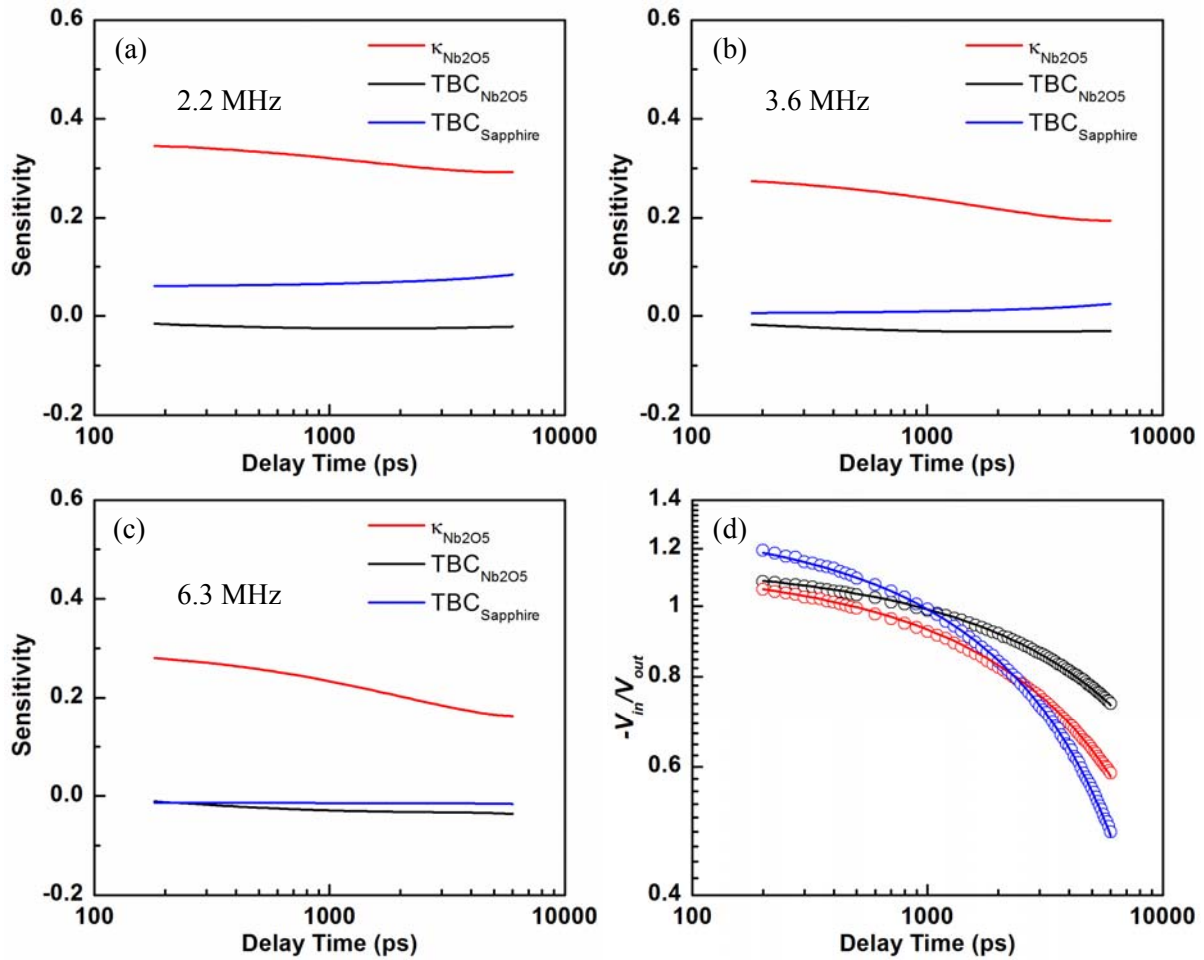 (a)
2.2 MHz
κNb2O5
TBCNb2O5
TBCSapphire
Sensitivity
0.6
0.4
0.2
0.0
-0.2
100
1000
10000
Delay Time (ps)
(b)
3.6 MHz
κNb2O5
TBCNb2O5
TBCSapphire
Sensitivity
0.6
0.4
0.2
0.0
-0.2
100
1000
10000
Delay Time (ps)
(c)
6.3 MHz
κNb2O5
TBCNb2O5
TBCSapphire
Sensitivity
0.6
0.4
0.2
0.0
-0.2
100
1000
10000
Delay Time (ps)
(d)
-Vin/Vout
1.4
1.2
1
0.8
0.6
0.4
100
1000
10000
Delay Time (ps)